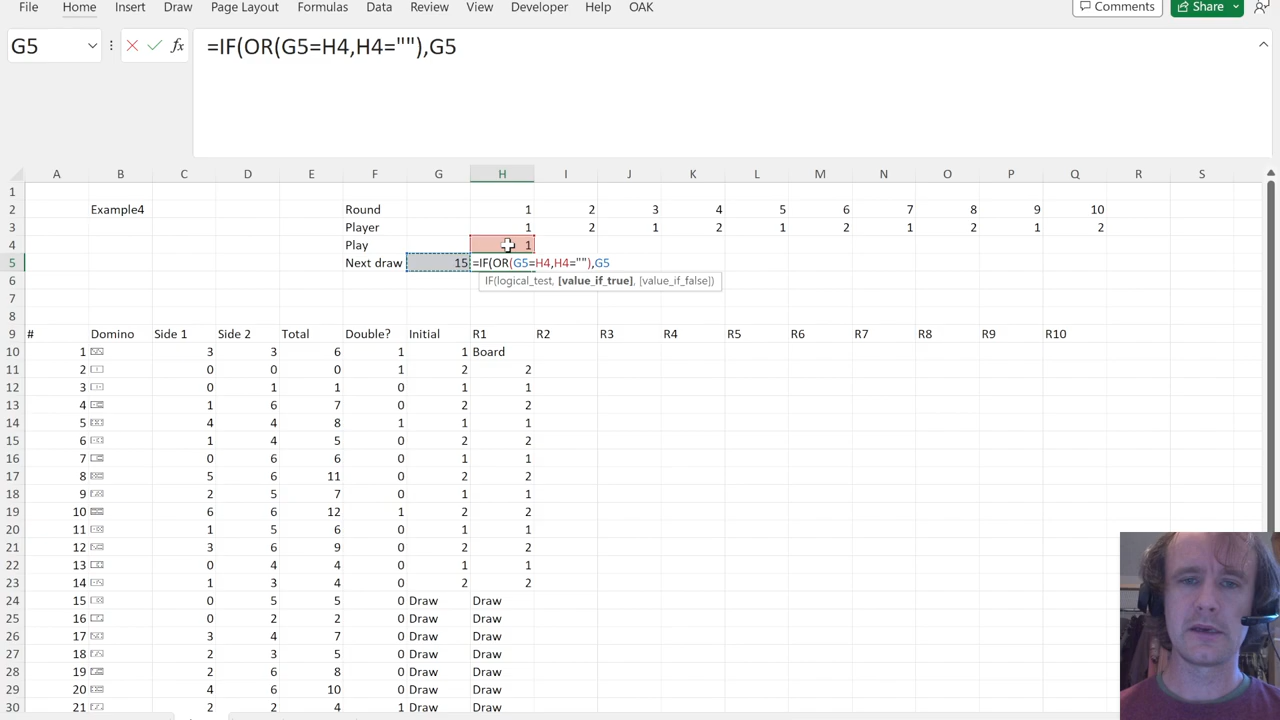 File Home Insert Draw Page Layout Formulas Data Review View Developer Help OAK Comments Share
G5 fx =IF(OR(G5=H4,H4=""),G5
A B C D E F G H I J K L M N O P Q R S
1
2 Example4 Round 1 2 3 4 5 6 7 8 9 10
3 Player 1 2 1 2 1 2 1 2 1 2
4 Play 1
5 Next draw 15 =IF(OR(G5=H4,H4=""),G5
6 IF(logical_test, [value_if_true], [value_if_false])
7
8
9 # Domino Side 1 Side 2 Total Double? Initial R1 R2 R3 R4 R5 R6 R7 R8 R9 R10
10 1 3 3 6 1 1 Board
11 2 0 0 0 1 2 2
12 3 0 1 1 0 1 1
13 4 1 6 7 0 2 2
14 5 4 4 8 1 1 1
15 6 1 4 5 0 2 2
16 7 0 6 6 0 1 1
17 8 5 6 11 0 2 2
18 9 2 5 7 0 1 1
19 10 6 6 12 1 2 2
20 11 1 5 6 0 1 1
21 12 3 6 9 0 2 2
22 13 0 4 4 0 1 1
23 14 1 3 4 0 2 2
24 15 0 5 5 0 Draw Draw
25 16 0 2 2 0 Draw Draw
26 17 3 4 7 0 Draw Draw
27 18 2 3 5 0 Draw Draw
28 19 2 6 8 0 Draw Draw
29 20 4 6 10 0 Draw Draw
30 21 2 2 4 1 Draw Draw